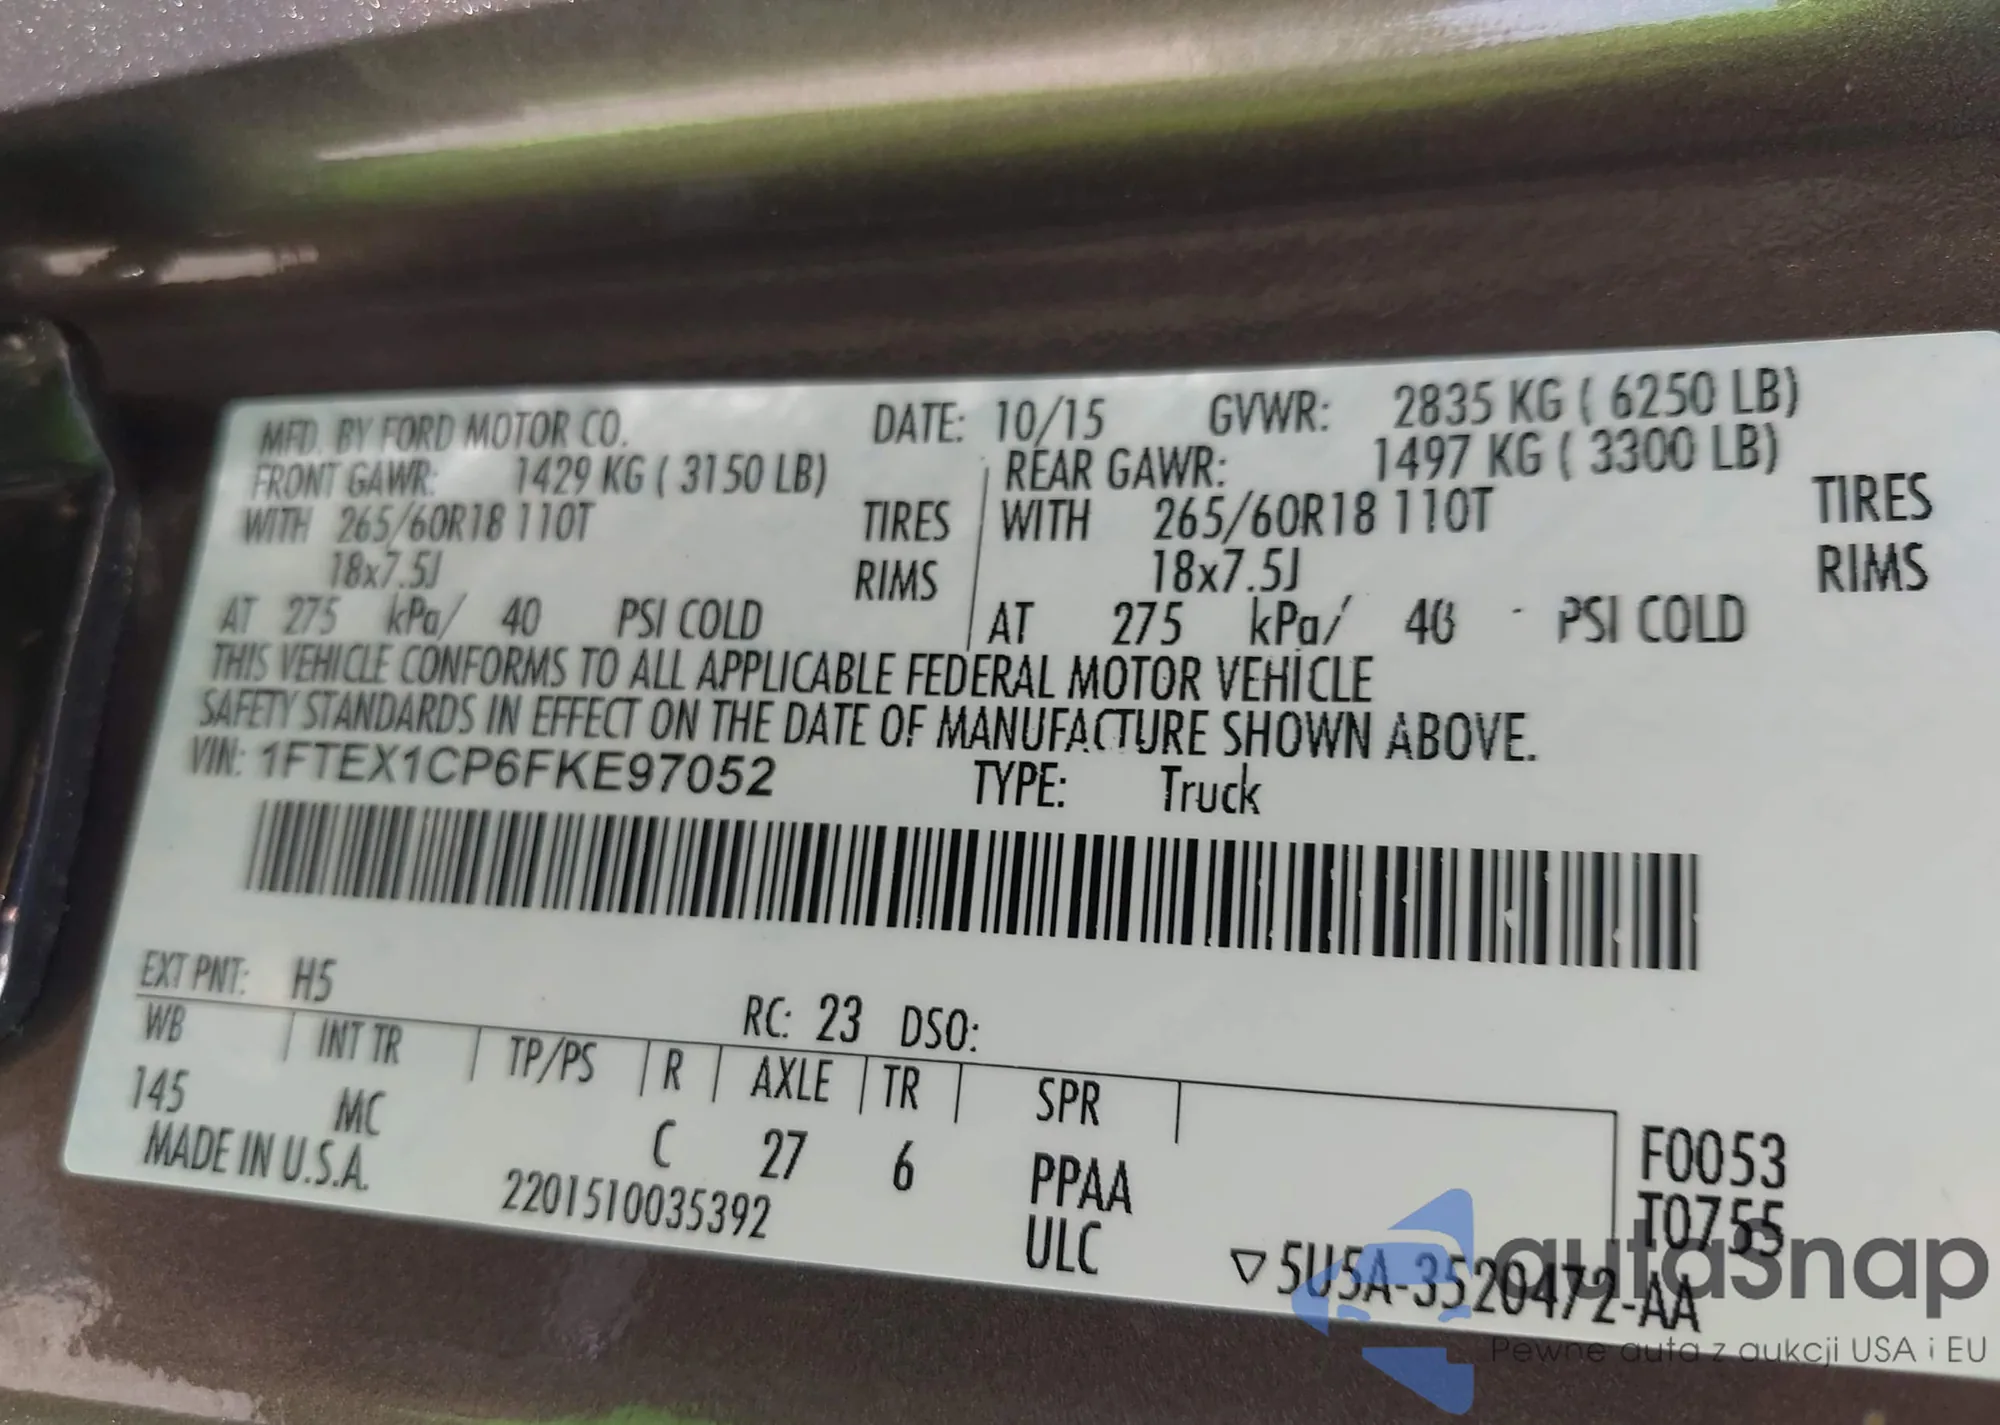 MFD. BY FORD MOTOR CO. DATE: 10/15 GVWR: 2835 KG ( 6250 LB)
FRONT GAWR: 1429 KG ( 3150 LB) REAR GAWR: 1497 KG ( 3300 LB)
WITH 265/60R18 110T TIRES WITH 265/60R18 110T TIRES
18x7.5J RIMS 18x7.5J RIMS
AT 275 kPa/ 40 PSI COLD AT 275 kPa/ 40 PSI COLD
THIS VEHICLE CONFORMS TO ALL APPLICABLE FEDERAL MOTOR VEHICLE
SAFETY STANDARDS IN EFFECT ON THE DATE OF MANUFACTURE SHOWN ABOVE.
VIN: 1FTEX1CP6FKE97052 TYPE: Truck
EXT PNT: H5 RC: 23 DSO:
WB INT TR TP/PS R AXLE TR SPR
145 MC C 27 6 PPAA F0053
MADE IN U.S.A. 2201510035392 ULC T0755
▽5U5A-3520472-AA
autasnap
Pewne auta z aukcji USA i EU